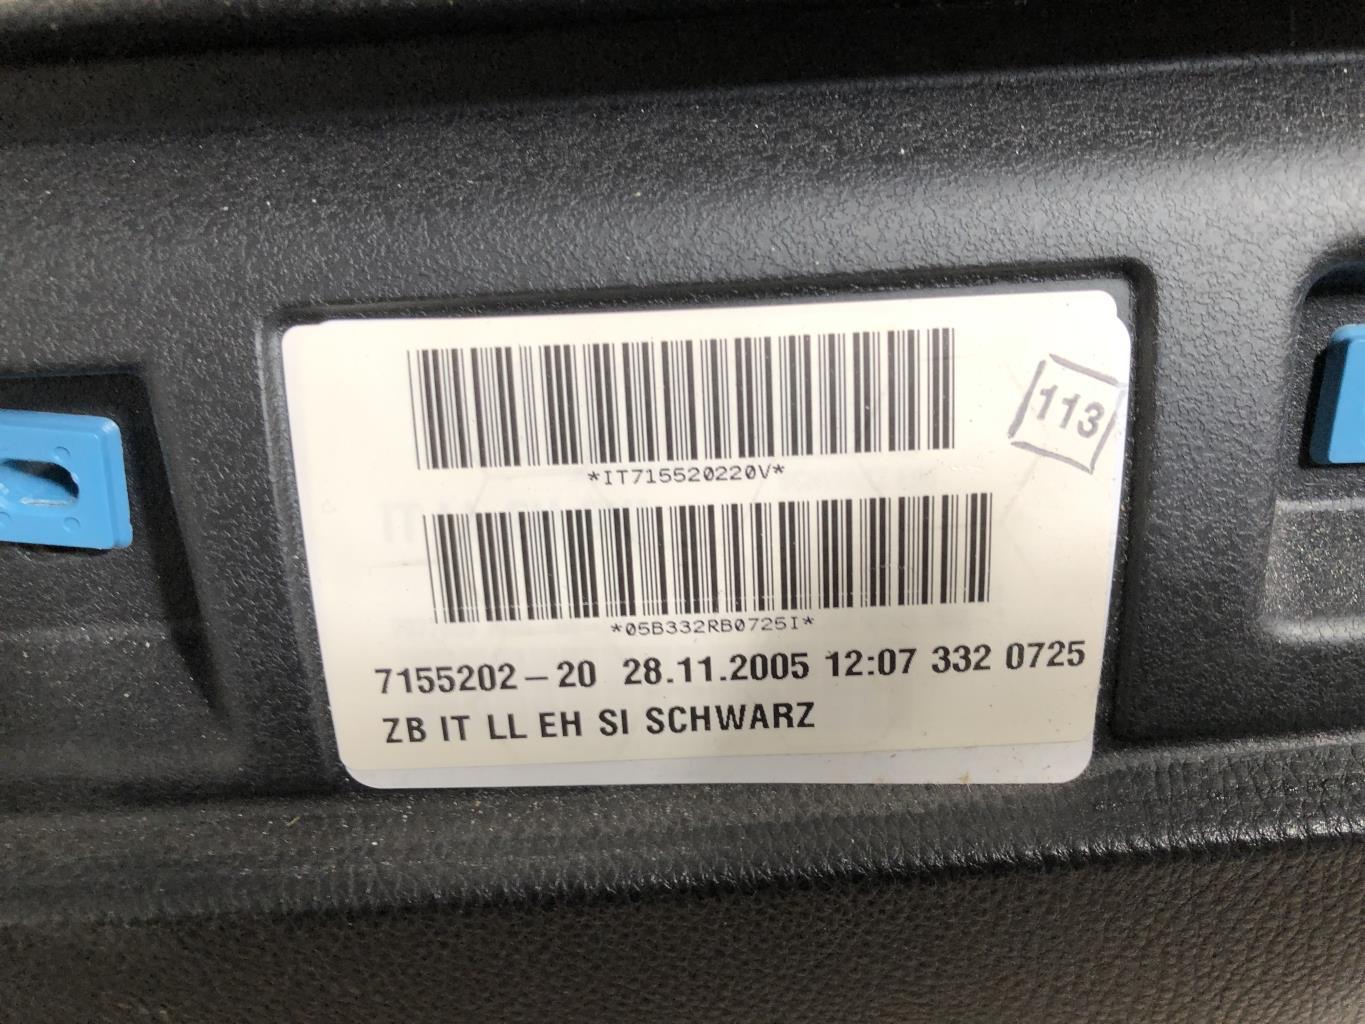 *IT715520220V*
113
*05B332RB0725I*
7155202-20 28.11.2005 12:07 332 0725
ZB IT LL EH SI SCHWARZ